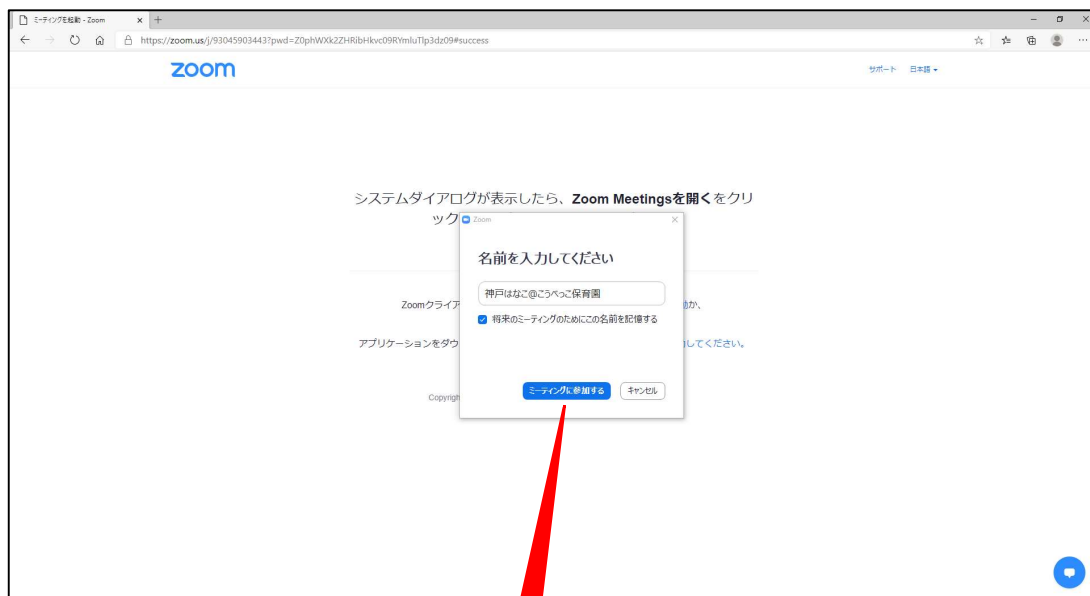 ミーティングを起動 - Zoom
https://zoom.us/j/93045903443?pwd=Z0phWXk2ZHRibHkvc09RYmluTlp3dz09#success
zoom
サポート 日本語
システムダイアログが表示したら、Zoom Meetingsを開くをクリ
ック
Zoom
名前を入力してください
神戸はなこ@こうべっこ保育園
Zoomクライア
か、
将来のミーティングのためにこの名前を記憶する
アプリケーションをダウ
してください。
ミーティングに参加する キャンセル
Copyrigh